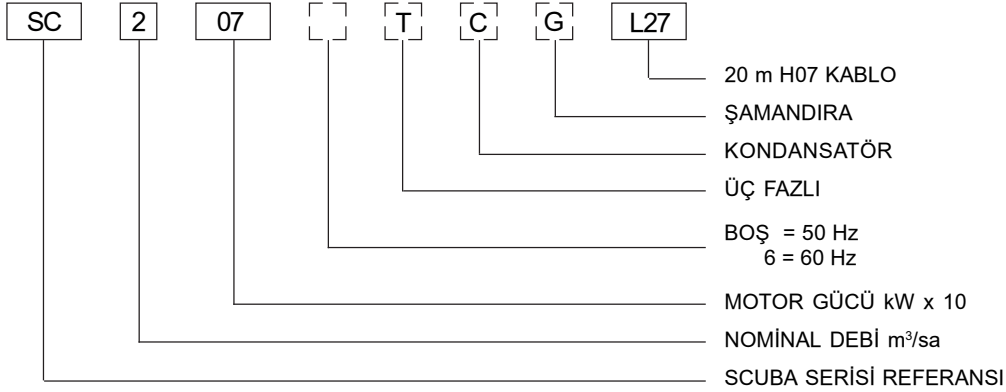 SC 2 07 T C G L27
20 m H07 KABLO
ŞAMANDIRA
KONDANSATÖR
ÜÇ FAZLI
BOŞ = 50 Hz
6 = 60 Hz
MOTOR GÜCÜ kW x 10
NOMİNAL DEBİ m³/sa
SCUBA SERİSİ REFERANSI